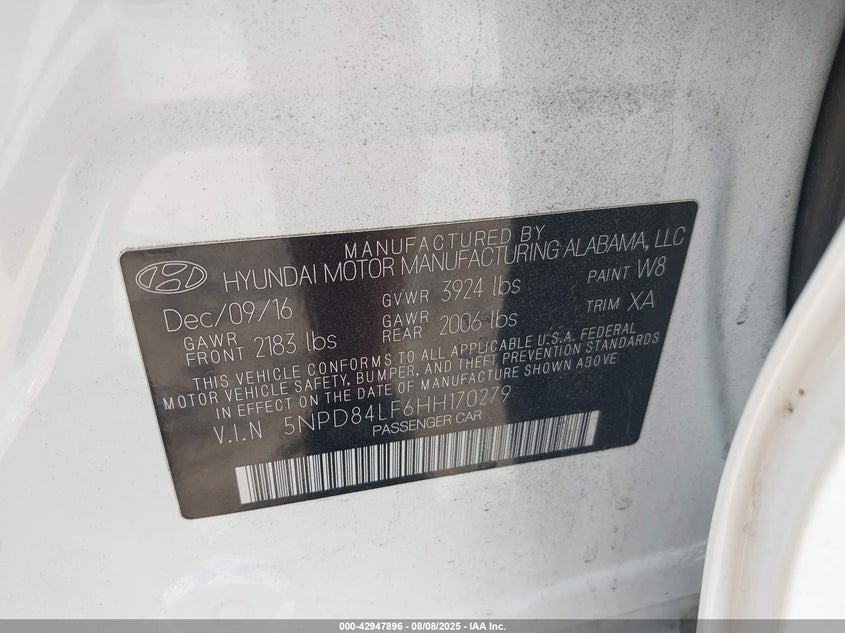 MANUFACTURED BY
HYUNDAI MOTOR MANUFACTURING ALABAMA, LLC
Dec/09/16 GVWR 3924 lbs PAINT W8
GAWR FRONT 2183 lbs GAWR REAR 2006 lbs TRIM XA
THIS VEHICLE CONFORMS TO ALL APPLICABLE U.S.A. FEDERAL
MOTOR VEHICLE SAFETY, BUMPER, AND THEFT PREVENTION STANDARDS
IN EFFECT ON THE DATE OF MANUFACTURE SHOWN ABOVE
V.I.N 5NPD84LF6HH170279
PASSENGER CAR
000-42947896 - 08/08/2025 - IAA Inc.